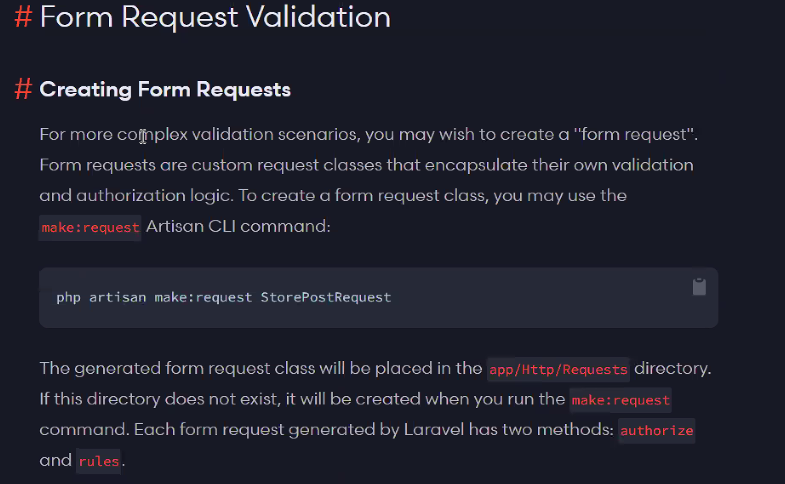 # Form Request Validation
# Creating Form Requests
For more complex validation scenarios, you may wish to create a "form request".
Form requests are custom request classes that encapsulate their own validation
and authorization logic. To create a form request class, you may use the
make:request Artisan CLI command:
php artisan make:request StorePostRequest
The generated form request class will be placed in the app/Http/Requests directory.
If this directory does not exist, it will be created when you run the make:request
command. Each form request generated by Laravel has two methods: authorize
and rules.